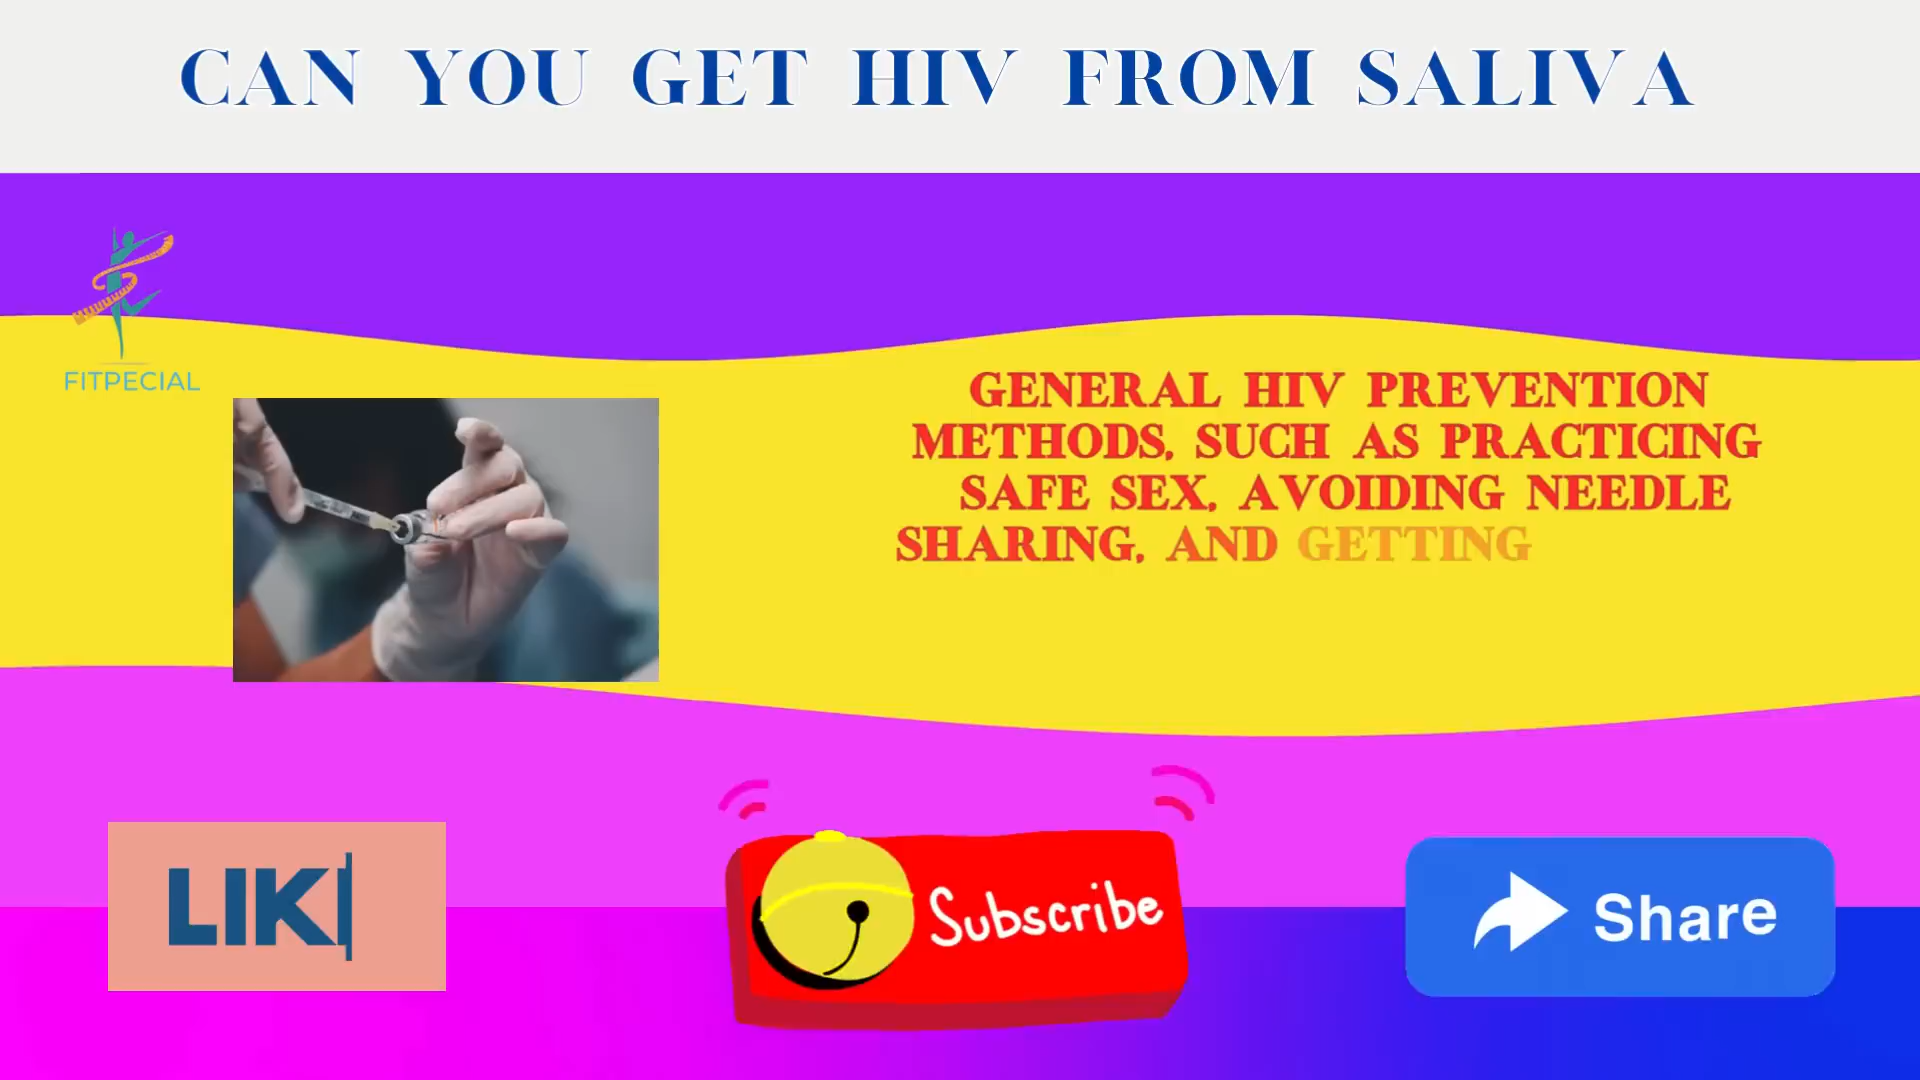 CAN YOU GET HIV FROM SALIVA
FITPECIAL
GENERAL HIV PREVENTION
METHODS, SUCH AS PRACTICING
SAFE SEX, AVOIDING NEEDLE
SHARING, AND GETTING
LIK
Subscribe
Share